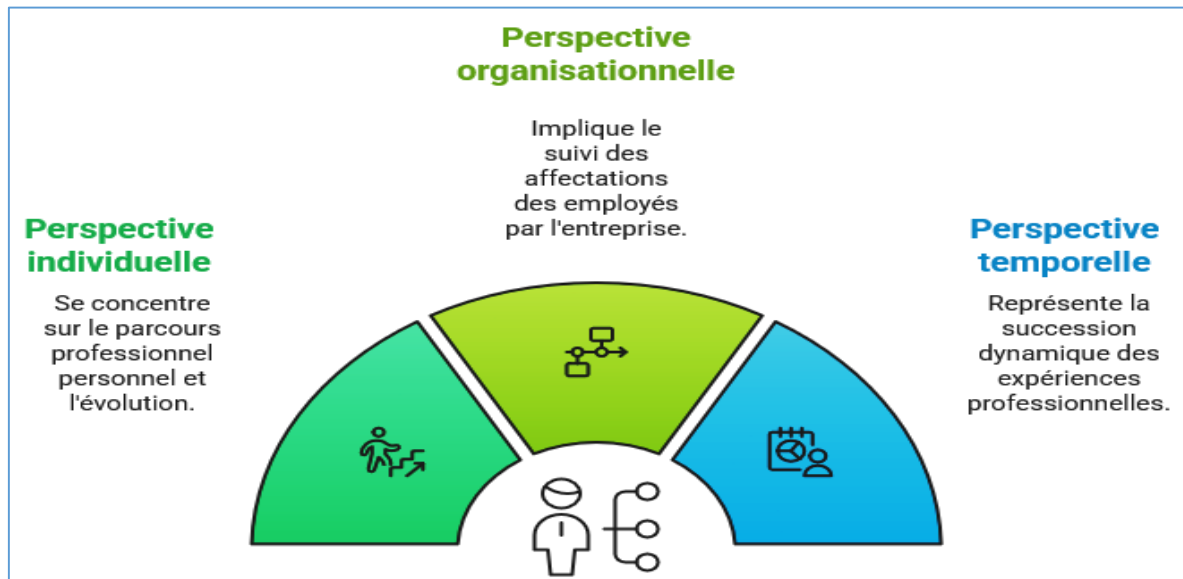 Perspective
organisationnelle
Implique le
suivi des
affectations
des employés
par l'entreprise.
Perspective
individuelle
Se concentre
sur le parcours
professionnel
personnel et
l'évolution.
Perspective
temporelle
Représente la
succession
dynamique des
expériences
professionnelles.